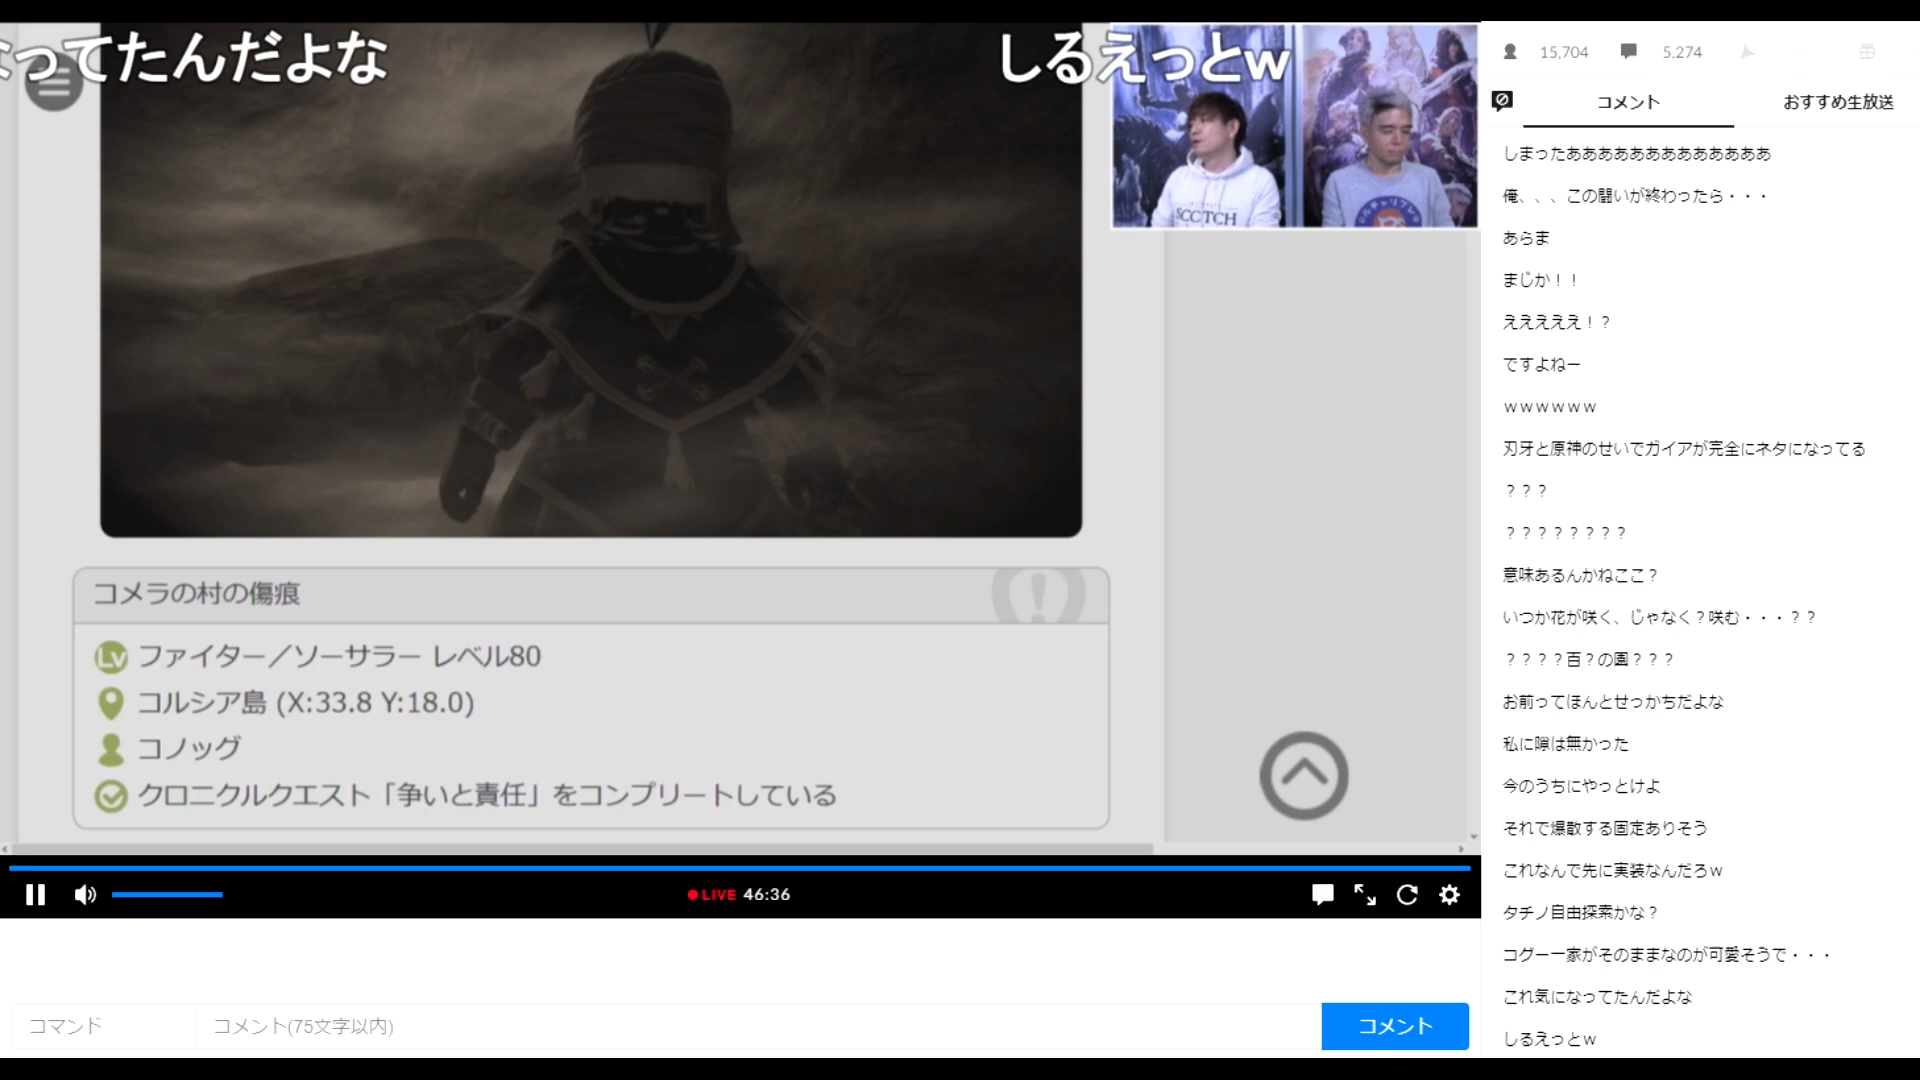 なってたんだよな
しるえっとw
SCCTCH
コメラの村の傷痕
Lv ファイター／ソーサラー レベル80
コルシア島 (X:33.8 Y:18.0)
コノッグ
クロニクルクエスト「争いと責任」をコンプリートしている
LIVE 46:36
コマンド
コメント(75文字以内)
コメント
15,704
5,274
コメント
おすすめ生放送
しまったあああああああああああああ
俺、、、この闘いが終わったら・・・
あらま
まじか！！
えええええ！？
ですよねー
ｗｗｗｗｗｗ
刃牙と原神のせいでガイアが完全にネタになってる
？？？
？？？？？？？？
意味あるんかねここ？
いつか花が咲く、じゃなく？咲む・・・？？
？？？？百？の園？？？
お前ってほんとせっかちだよな
私に隙は無かった
今のうちにやっとけよ
それで爆散する固定ありそう
これなんで先に実装なんだろｗ
タチノ自由探索かな？
コグー一家がそのままなのが可愛そうで・・・
これ気になってたんだよな
しるえっとｗ